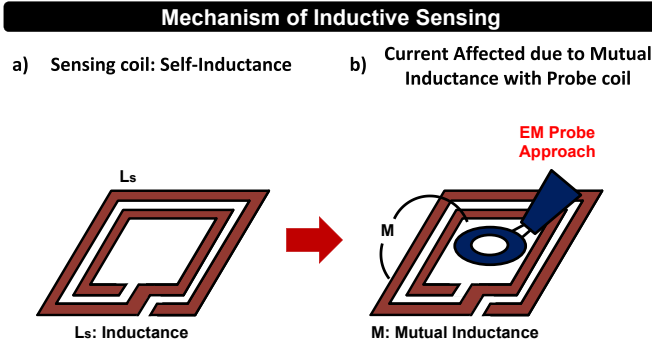 Mechanism of Inductive Sensing
a) Sensing coil: Self-Inductance
b) Current Affected due to Mutual
Inductance with Probe coil
EM Probe
Approach
Ls
M
Ls: Inductance
M: Mutual Inductance